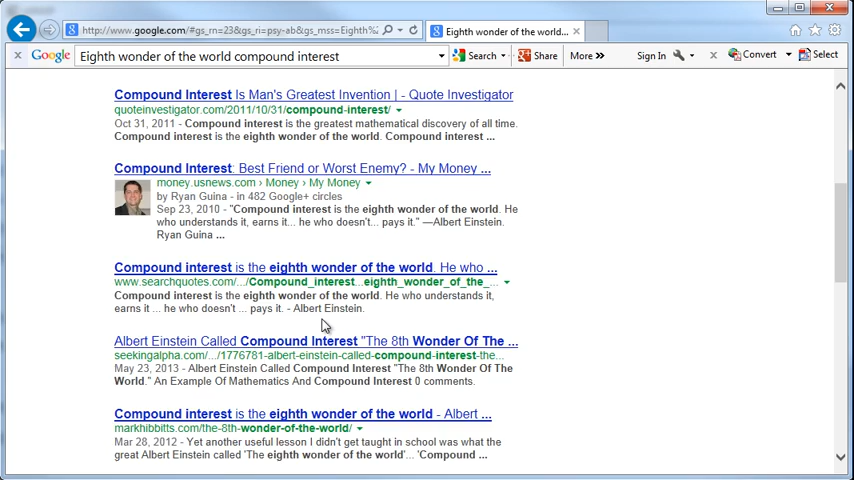 http://www.google.com/#gs_rn=23&gs_ri=psy-ab&gs_mss=Eighth%
Eighth wonder of the world...
Google Eighth wonder of the world compound interest Search Share More >> Sign In Convert Select
Compound Interest Is Man's Greatest Invention | - Quote Investigator
quoteinvestigator.com/2011/10/31/compound-interest/
Oct 31, 2011 - Compound interest is the greatest mathematical discovery of all time.
Compound interest is the eighth wonder of the world. Compound interest ...
Compound Interest: Best Friend or Worst Enemy? - My Money ...
money.usnews.com › Money › My Money
by Ryan Guina - in 482 Google+ circles
Sep 23, 2010 - "Compound interest is the eighth wonder of the world. He who
understands it, earns it... he who doesn't... pays it." —Albert Einstein.
Ryan Guina ...
Compound interest is the eighth wonder of the world. He who ...
www.searchquotes.com/.../Compound_interest...eighth_wonder_of_the_...
Compound interest is the eighth wonder of the world. He who understands it,
earns it ... he who doesn't ... pays it. - Albert Einstein.
Albert Einstein Called Compound Interest "The 8th Wonder Of The ...
seekingalpha.com/.../1776781-albert-einstein-called-compound-interest-the...
May 23, 2013 - Albert Einstein Called Compound Interest "The 8th Wonder Of The
World." An Example Of Mathematics And Compound Interest 0 comments.
Compound interest is the eighth wonder of the world - Albert ...
markhibbitts.com/the-8th-wonder-of-the-world/
Mar 28, 2012 - Yet another useful lesson I didn't get taught in school was what the
great Albert Einstein called 'The eighth wonder of the world'... 'Compound ...